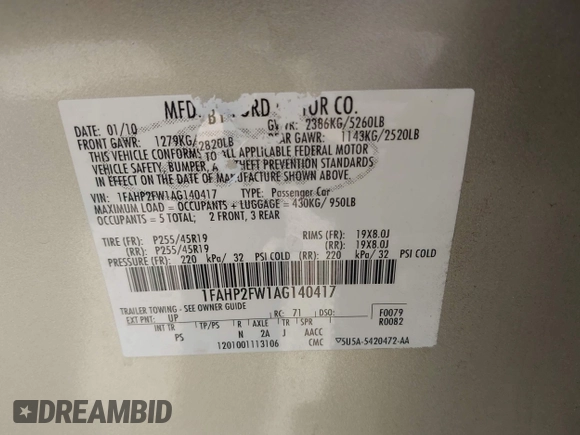 MFD. BY FORD MOTOR CO.
DATE: 01/10 GVWR: 2386KG/5260LB
FRONT GAWR: 1279KG/2820LB REAR GAWR: 1143KG/2520LB
THIS VEHICLE CONFORMS TO ALL APPLICABLE FEDERAL MOTOR
VEHICLE SAFETY, BUMPER, AND THEFT PREVENTION STANDARDS
IN EFFECT ON THE DATE OF MANUFACTURE SHOWN ABOVE.
VIN: 1FAHP2FW1AG140417 TYPE: Passenger Car
MAXIMUM LOAD = OCCUPANTS + LUGGAGE = 430KG/ 950LB
OCCUPANTS = 5 TOTAL; 2 FRONT, 3 REAR
TIRE (FR): P255/45R19 RIMS (FR): 19X8.0J
(RR): P255/45R19 (RR): 19X8.0J
PRESSURE (FR): 220 kPa/ 32 PSI COLD (RR): 220 kPa/ 32 PSI COLD
1FAHP2FW1AG140417
TRAILER TOWING - SEE OWNER GUIDE F0079
EXT PNT: UP RC: 71 DSO: R0082
INT TR TP/PS R AXLE TR SPR
PS N 2A J AACC
1201001113106 CMC 5U5A-5420472-AA
DREAMBID.COM